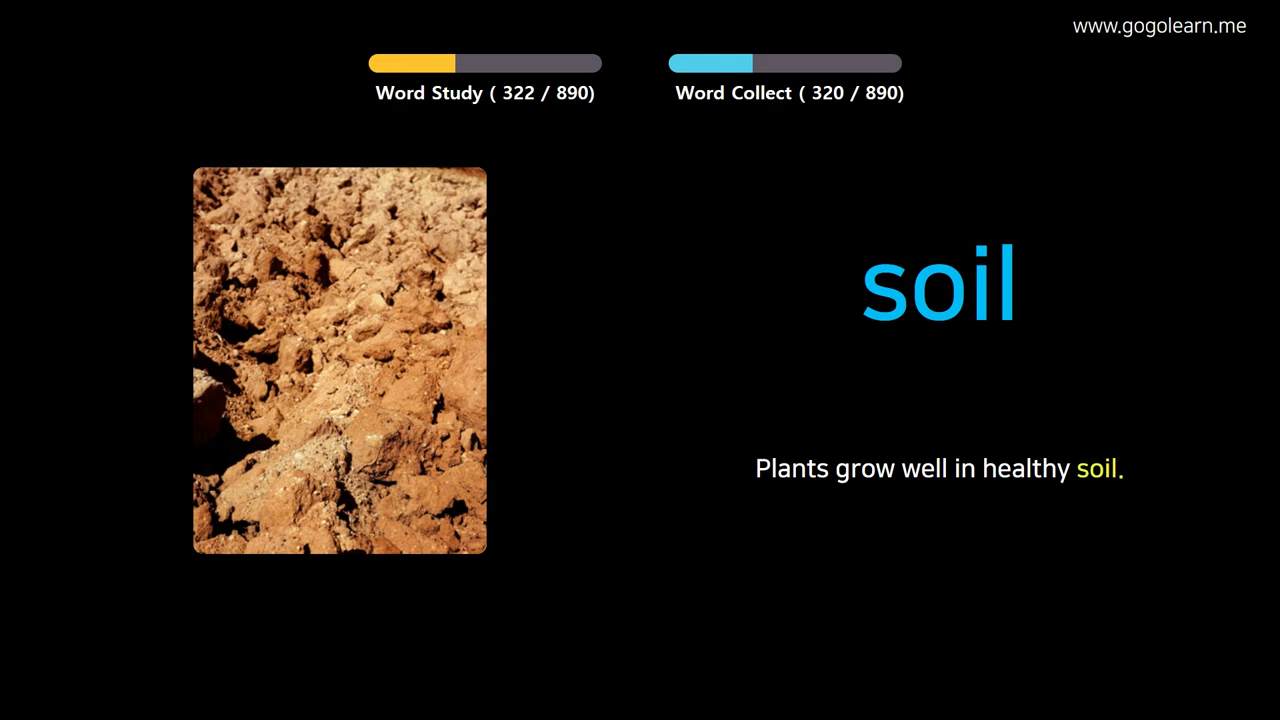 www.gogolearn.me
Word Study ( 322 / 890)
Word Collect ( 320 / 890)
soil
Plants grow well in healthy soil.